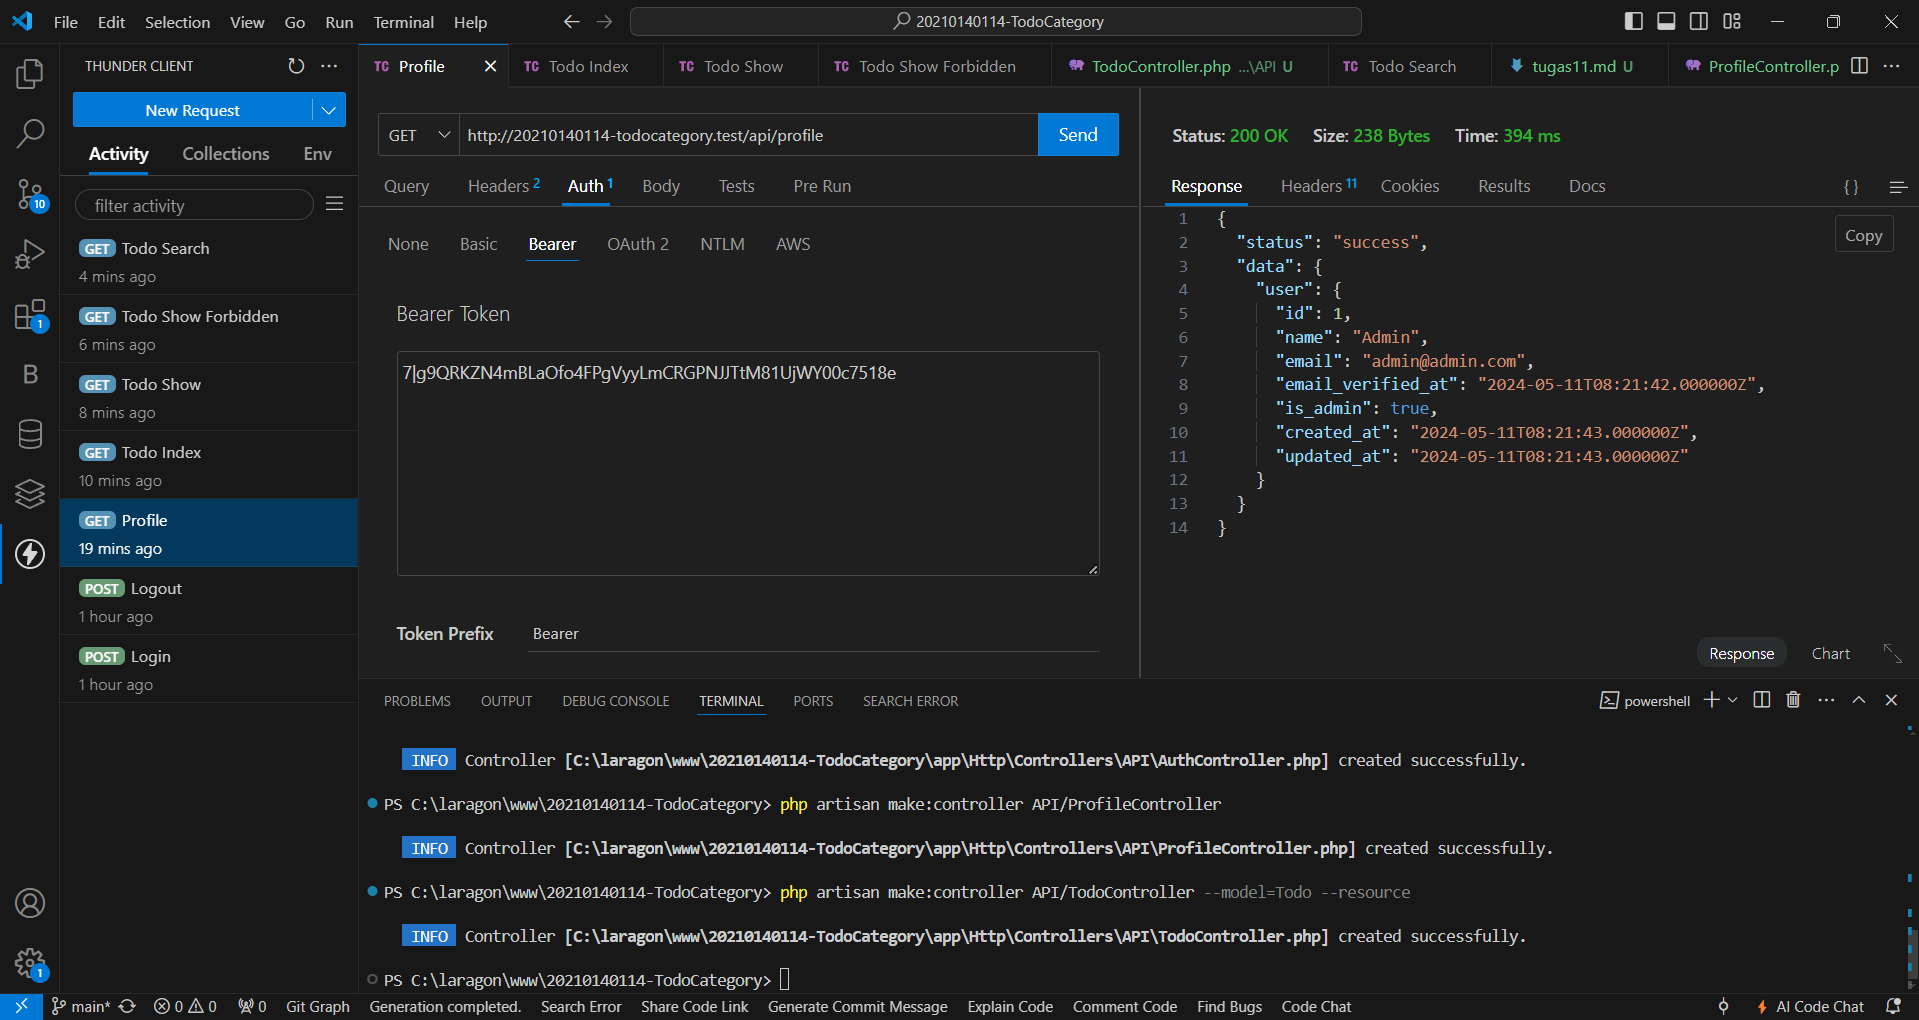 File Edit Selection View Go Run Terminal Help
20210140114-TodoCategory
THUNDER CLIENT
New Request
Activity Collections Env
filter activity
GET Todo Search
4 mins ago
GET Todo Show Forbidden
6 mins ago
GET Todo Show
8 mins ago
GET Todo Index
10 mins ago
GET Profile
19 mins ago
POST Logout
1 hour ago
POST Login
1 hour ago
10
1
B
1
TC Profile TC Todo Index TC Todo Show TC Todo Show Forbidden TodoController.php ...\API U TC Todo Search tugas11.md U ProfileController.p
GET http://20210140114-todocategory.test/api/profile Send
Query Headers 2 Auth 1 Body Tests Pre Run
None Basic Bearer OAuth 2 NTLM AWS
Bearer Token
7|g9QRKZN4mBLaOfo4FPgVyyLmCRGPNJJTtM81UjWY00c7518e
Token Prefix Bearer
Status: 200 OK Size: 238 Bytes Time: 394 ms
Response Headers 11 Cookies Results Docs {}
Copy
1 {
2 "status": "success",
3 "data": {
4 "user": {
5 "id": 1,
6 "name": "Admin",
7 "email": "admin@admin.com",
8 "email_verified_at": "2024-05-11T08:21:42.000000Z",
9 "is_admin": true,
10 "created_at": "2024-05-11T08:21:43.000000Z",
11 "updated_at": "2024-05-11T08:21:43.000000Z"
12 }
13 }
14 }
Response Chart
PROBLEMS OUTPUT DEBUG CONSOLE TERMINAL PORTS SEARCH ERROR powershell
INFO Controller [C:\laragon\www\20210140114-TodoCategory\app\Http\Controllers\API\AuthController.php] created successfully.
PS C:\laragon\www\20210140114-TodoCategory> php artisan make:controller API/ProfileController
INFO Controller [C:\laragon\www\20210140114-TodoCategory\app\Http\Controllers\API\ProfileController.php] created successfully.
PS C:\laragon\www\20210140114-TodoCategory> php artisan make:controller API/TodoController --model=Todo --resource
INFO Controller [C:\laragon\www\20210140114-TodoCategory\app\Http\Controllers\API\TodoController.php] created successfully.
PS C:\laragon\www\20210140114-TodoCategory>
main* 0 0 0 Git Graph Generation completed. Search Error Share Code Link Generate Commit Message Explain Code Comment Code Find Bugs Code Chat AI Code Chat